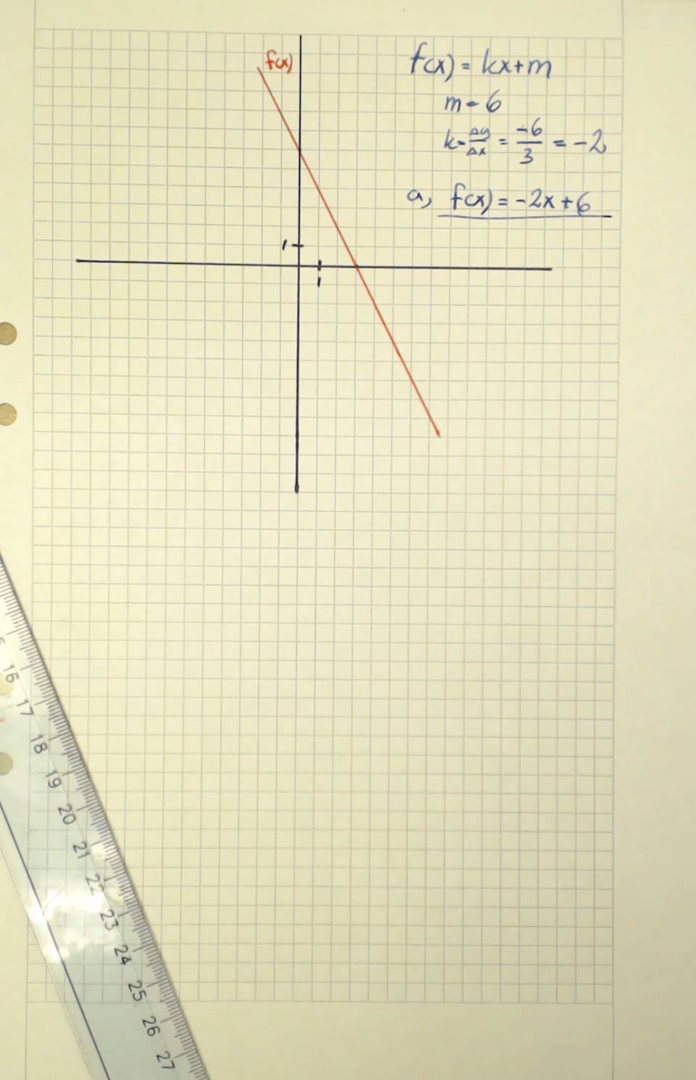 f(x)
f(x) = kx+m
m=6
k=Δy/Δx = -6/3 = -2
a, f(x) = -2x+6
1
1
16
17
18
19
20
21
22
23
24
25
26
27